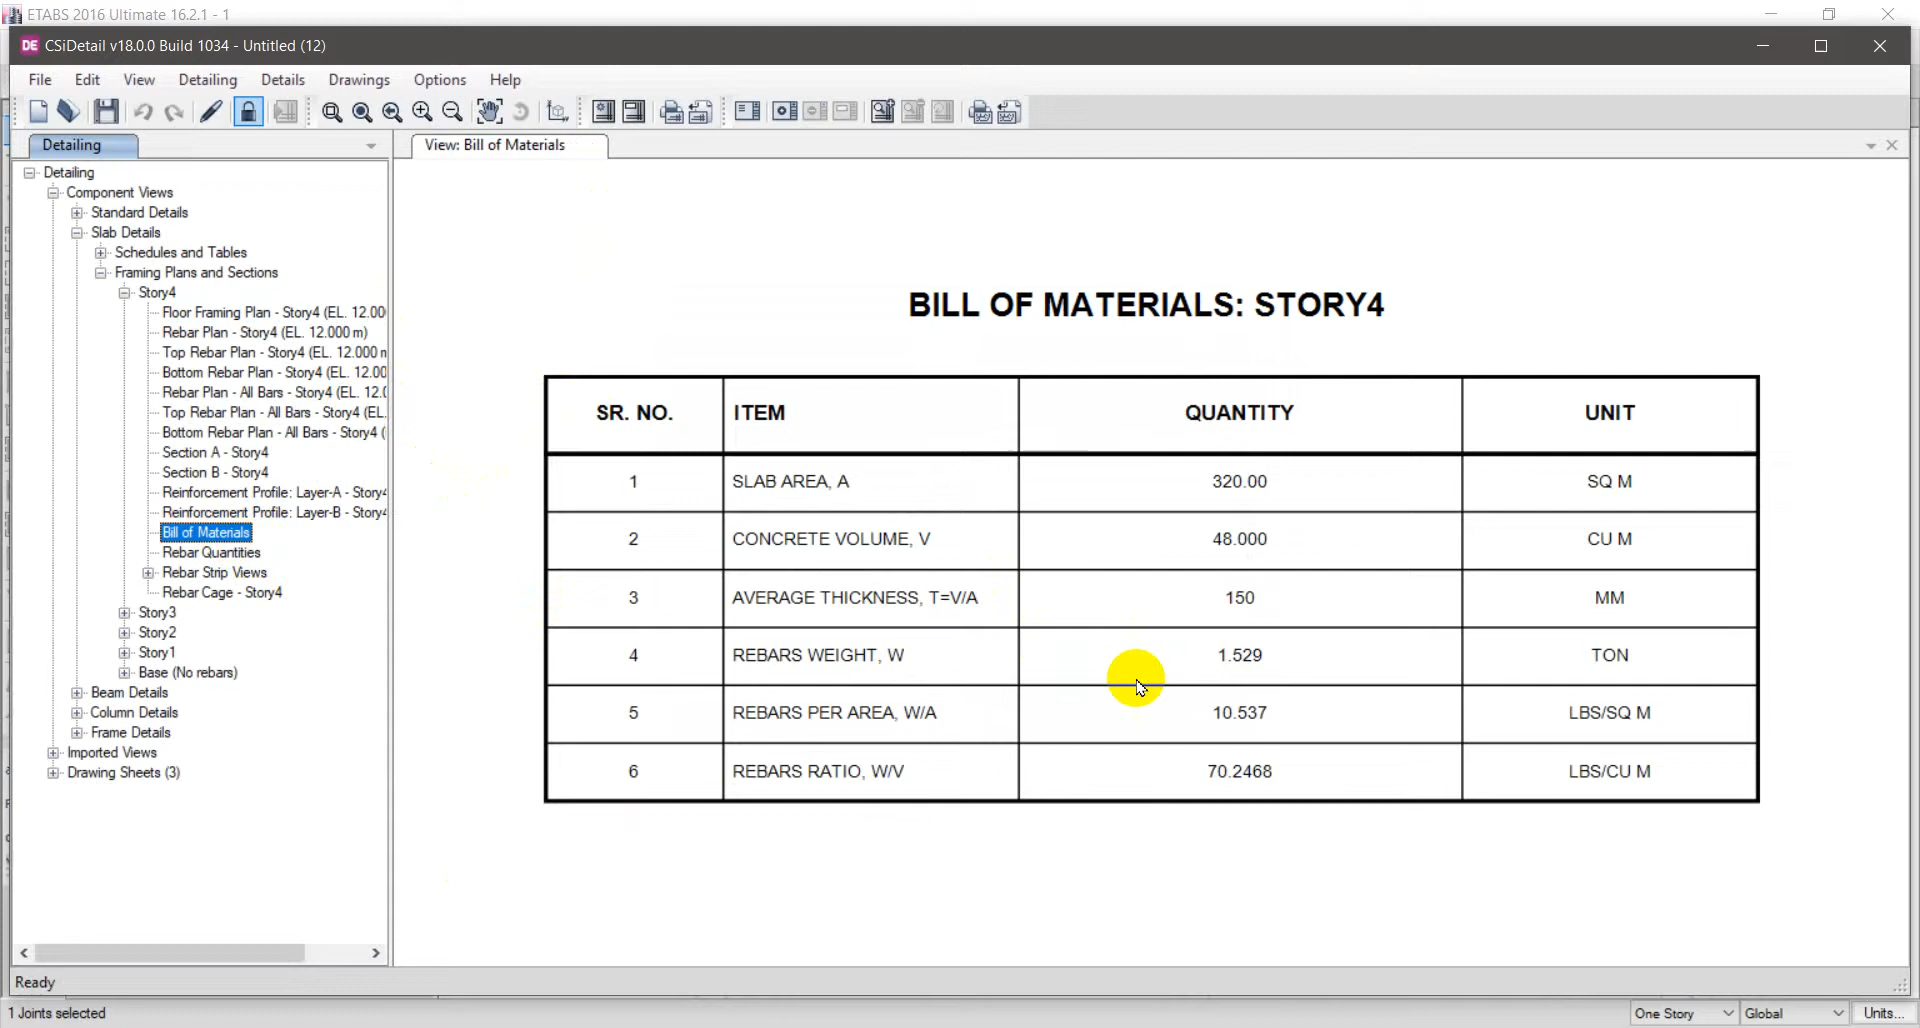 ETABS 2016 Ultimate 16.2.1 - 1
DE CSiDetail v18.0.0 Build 1034 - Untitled (12)
File Edit View Detailing Details Drawings Options Help
Detailing
View: Bill of Materials
Detailing
Component Views
Standard Details
Slab Details
Schedules and Tables
Framing Plans and Sections
Story4
Floor Framing Plan - Story4 (EL. 12.00
Rebar Plan - Story4 (EL. 12.000 m)
Top Rebar Plan - Story4 (EL. 12.000 m
Bottom Rebar Plan - Story4 (EL. 12.00
Rebar Plan - All Bars - Story4 (EL. 12.0
Top Rebar Plan - All Bars - Story4 (EL.
Bottom Rebar Plan - All Bars - Story4 (
Section A - Story4
Section B - Story4
Reinforcement Profile: Layer-A - Story4
Reinforcement Profile: Layer-B - Story4
Bill of Materials
Rebar Quantities
Rebar Strip Views
Rebar Cage - Story4
Story3
Story2
Story1
Base (No rebars)
Beam Details
Column Details
Frame Details
Imported Views
Drawing Sheets (3)
BILL OF MATERIALS: STORY4
SR. NO. ITEM QUANTITY UNIT
1 SLAB AREA, A 320.00 SQ M
2 CONCRETE VOLUME, V 48.000 CU M
3 AVERAGE THICKNESS, T=V/A 150 MM
4 REBARS WEIGHT, W 1.529 TON
5 REBARS PER AREA, W/A 10.537 LBS/SQ M
6 REBARS RATIO, W/V 70.2468 LBS/CU M
Ready
1 Joints selected
One Story Global Units...